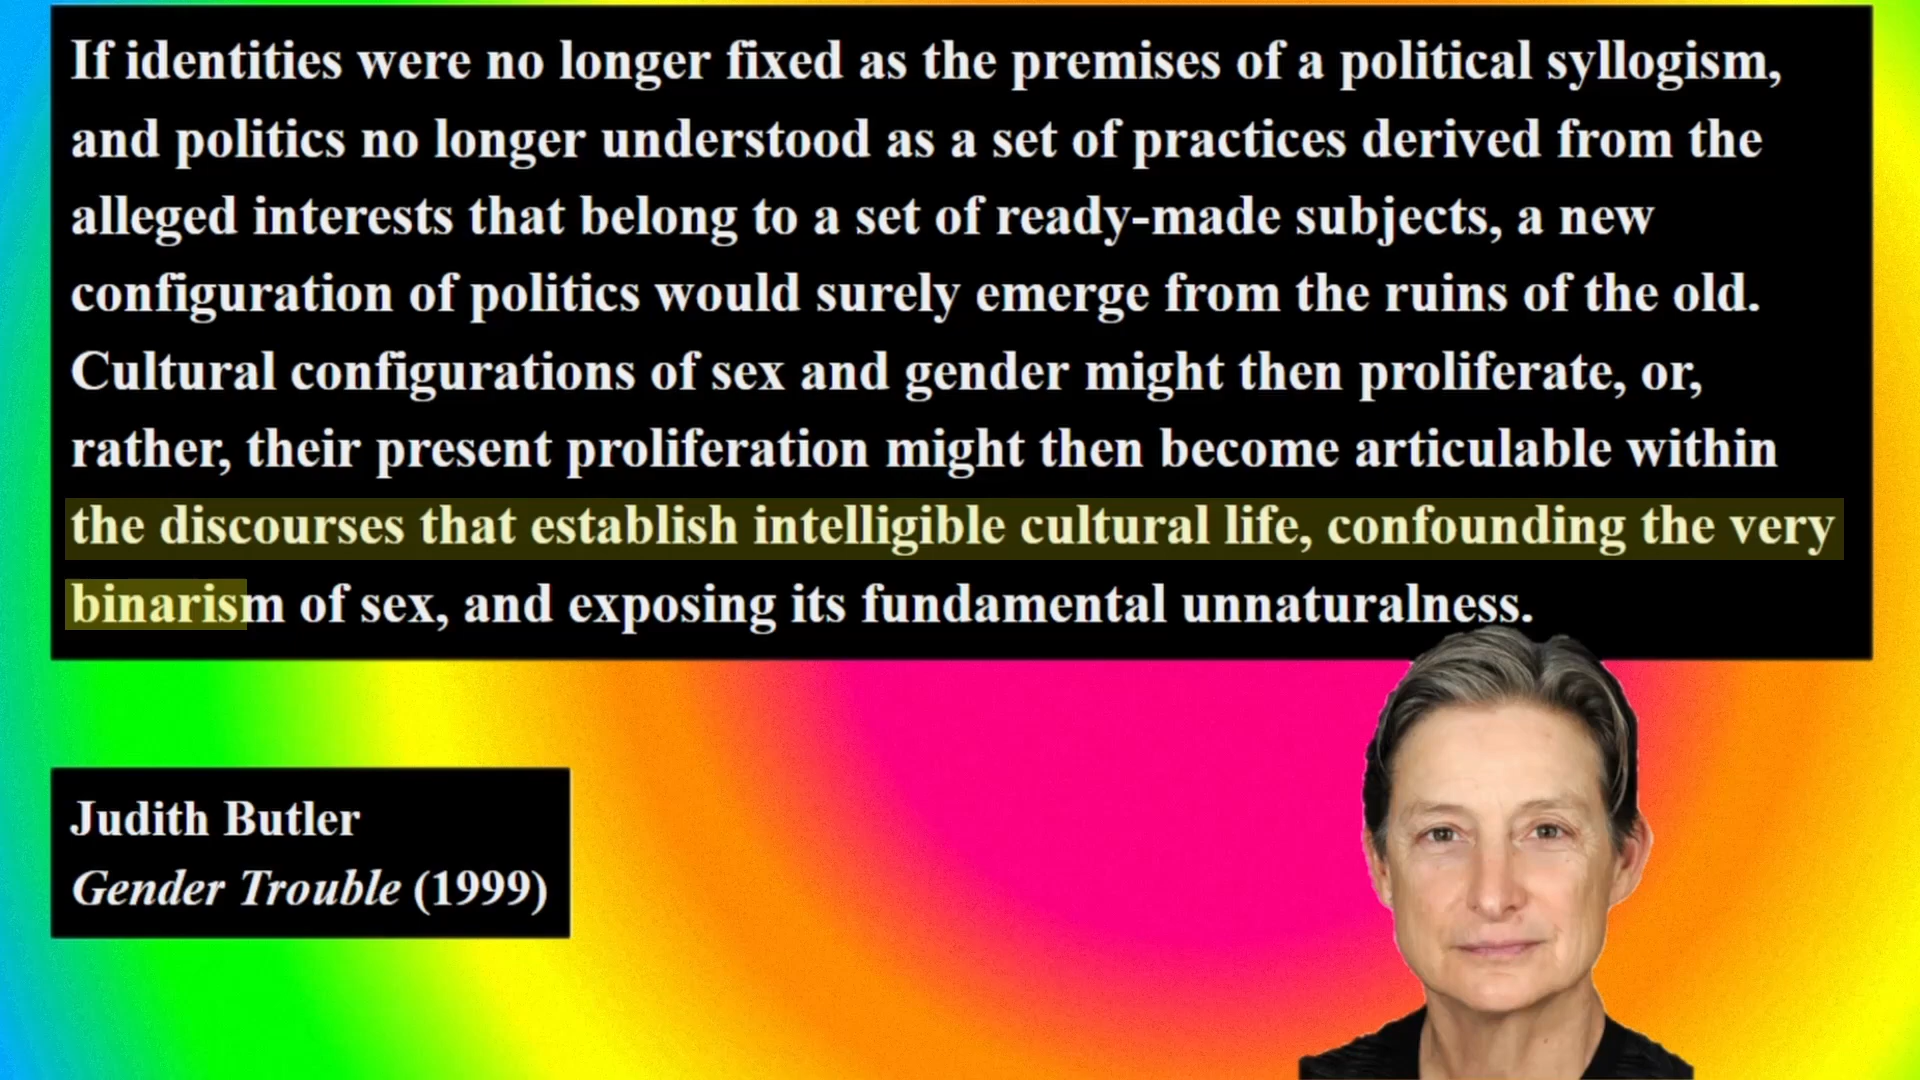 If identities were no longer fixed as the premises of a political syllogism,
and politics no longer understood as a set of practices derived from the
alleged interests that belong to a set of ready-made subjects, a new
configuration of politics would surely emerge from the ruins of the old.
Cultural configurations of sex and gender might then proliferate, or,
rather, their present proliferation might then become articulable within
the discourses that establish intelligible cultural life, confounding the very
binarism of sex, and exposing its fundamental unnaturalness.
Judith Butler
Gender Trouble (1999)